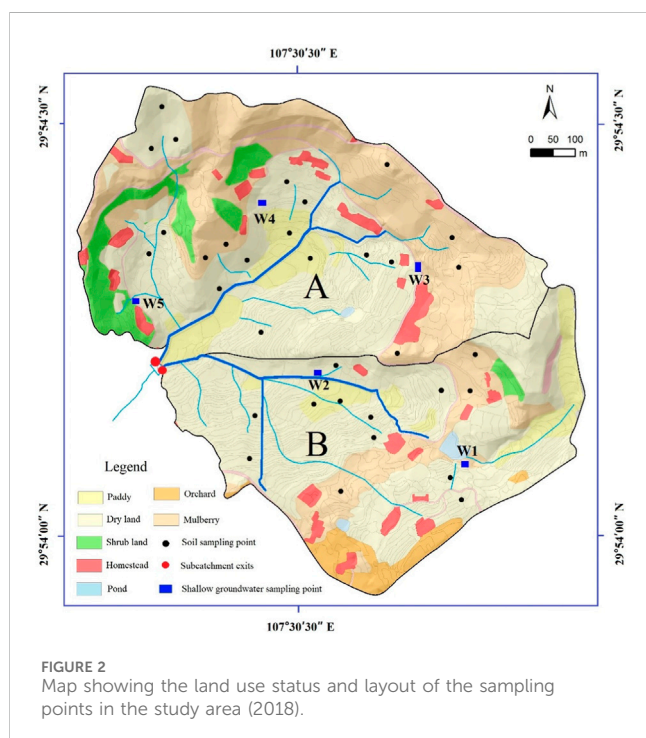 107°30′30″ E
29°54′30″ N
29°54′30″ N
N
0 50 100
m
W4
W3
A
W5
W2
B
W1
Legend
Paddy
Orchard
Dry land
Mulberry
Shrub land
Soil sampling point
Homestead
Subcatchment exits
Pond
Shallow groundwater sampling point
29°54′00″ N
29°54′00″ N
107°30′30″ E
FIGURE 2
Map showing the land use status and layout of the sampling
points in the study area (2018).